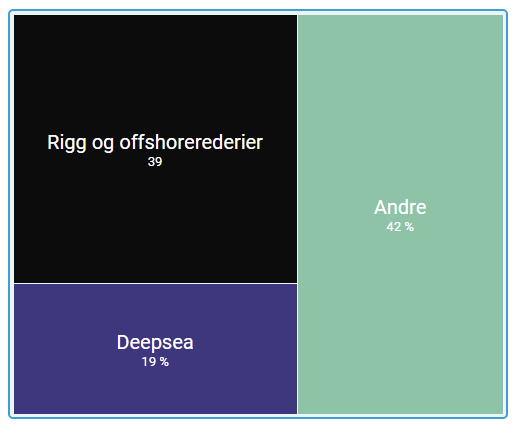 Rigg og offshorerederier
39
Andre
42 %
Deepsea
19 %